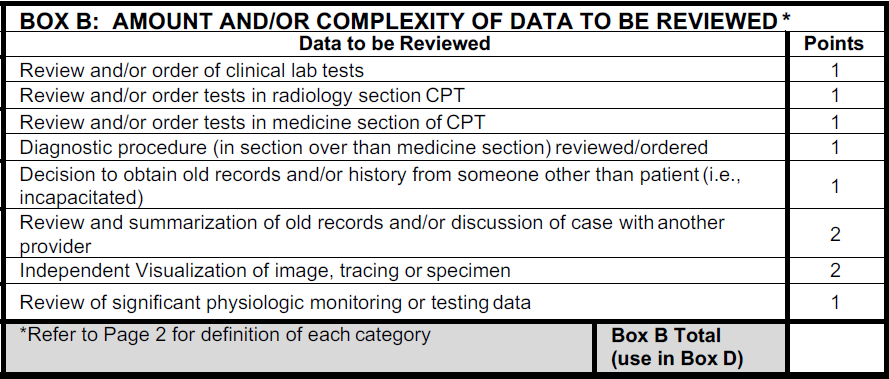 BOX B: AMOUNT AND/OR COMPLEXITY OF DATA TO BE REVIEWED *
Data to be Reviewed Points
Review and/or order of clinical lab tests 1
Review and/or order tests in radiology section CPT 1
Review and/or order tests in medicine section of CPT 1
Diagnostic procedure (in section over than medicine section) reviewed/ordered 1
Decision to obtain old records and/or history from someone other than patient (i.e.,
incapacitated) 1
Review and summarization of old records and/or discussion of case with another
provider 2
Independent Visualization of image, tracing or specimen 2
Review of significant physiologic monitoring or testing data 1
*Refer to Page 2 for definition of each category Box B Total
(use in Box D)